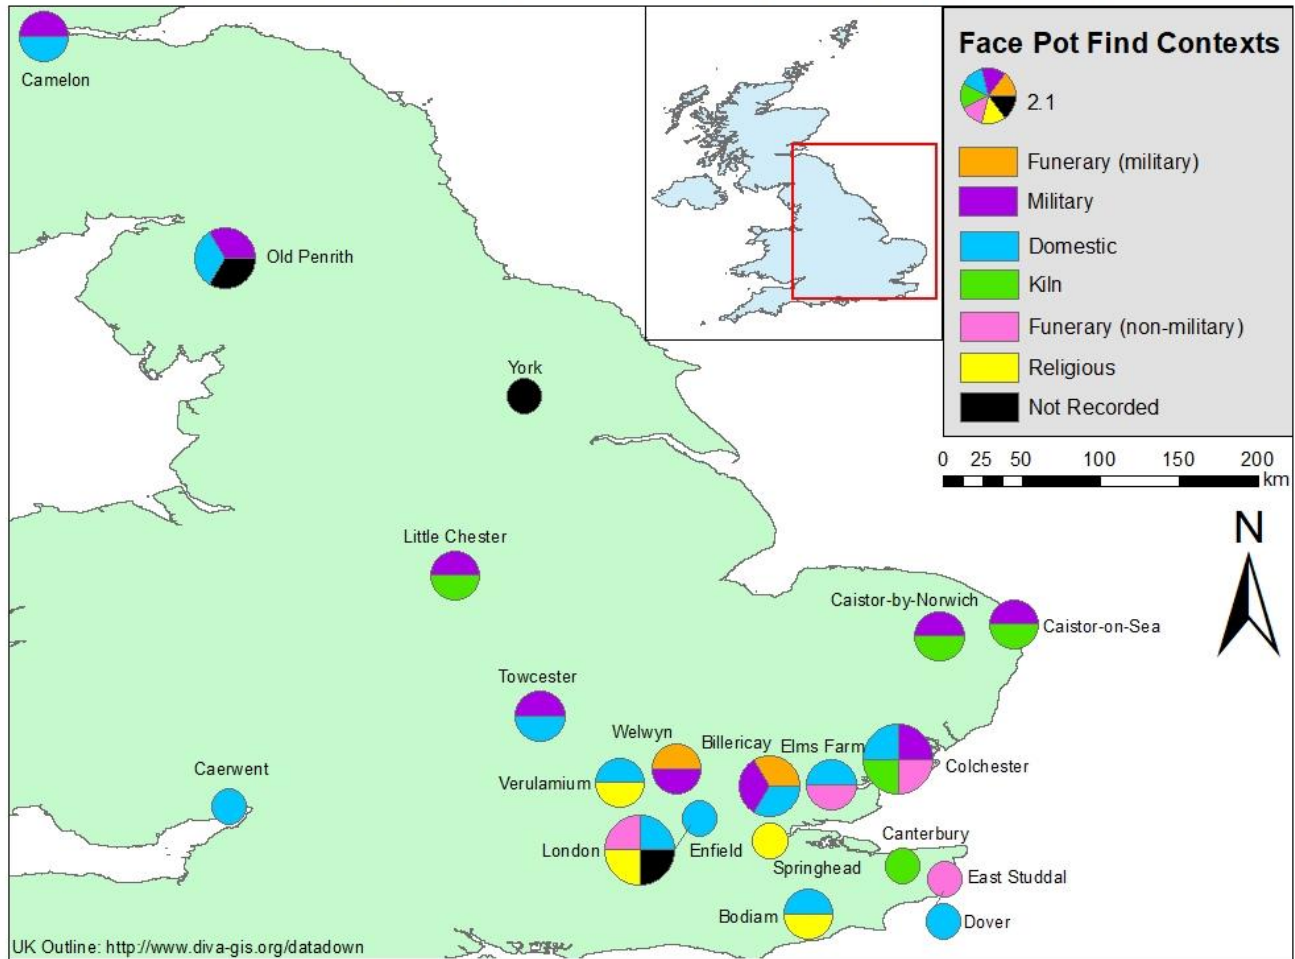 Face Pot Find Contexts
2.1
Funerary (military)
Military
Domestic
Kiln
Funerary (non-military)
Religious
Not Recorded
0 25 50 100 150 200
km
N
Camelon
Old Penrith
York
Little Chester
Caistor-by-Norwich
Caistor-on-Sea
Towcester
Welwyn
Billericay
Elms Farm
Colchester
Verulamium
Caerwent
London
Enfield
Springhead
Canterbury
East Studdal
Bodiam
Dover
UK Outline: http://www.diva-gis.org/datadown